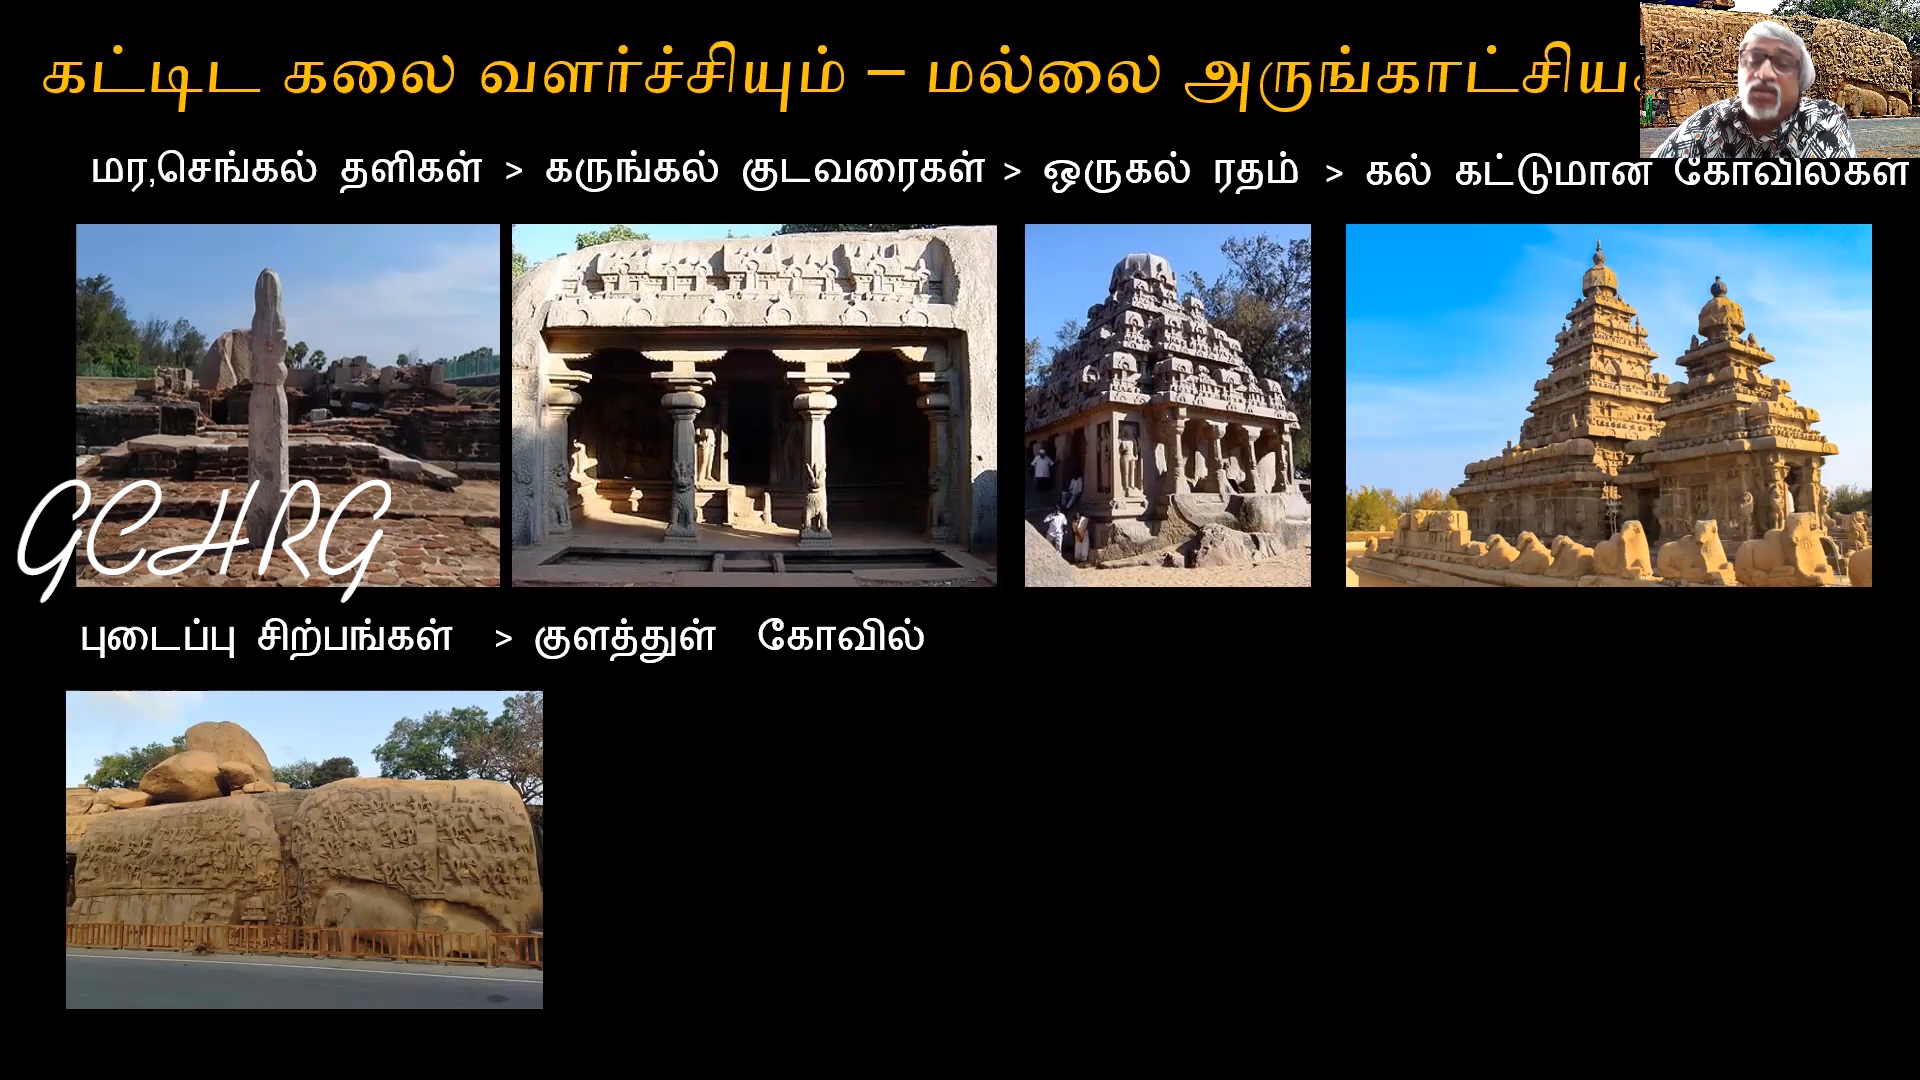 கட்டிட கலை வளர்ச்சியும் – மல்லை
மர,செங்கல் தளிகள் > கருங்கல் குடவரைகள் > ஒருகல் ரதம் > கல் கட்டுமான கோவில்கள்
GCHRG
புடைப்பு சிற்பங்கள் > குளத்துள் கோவில்